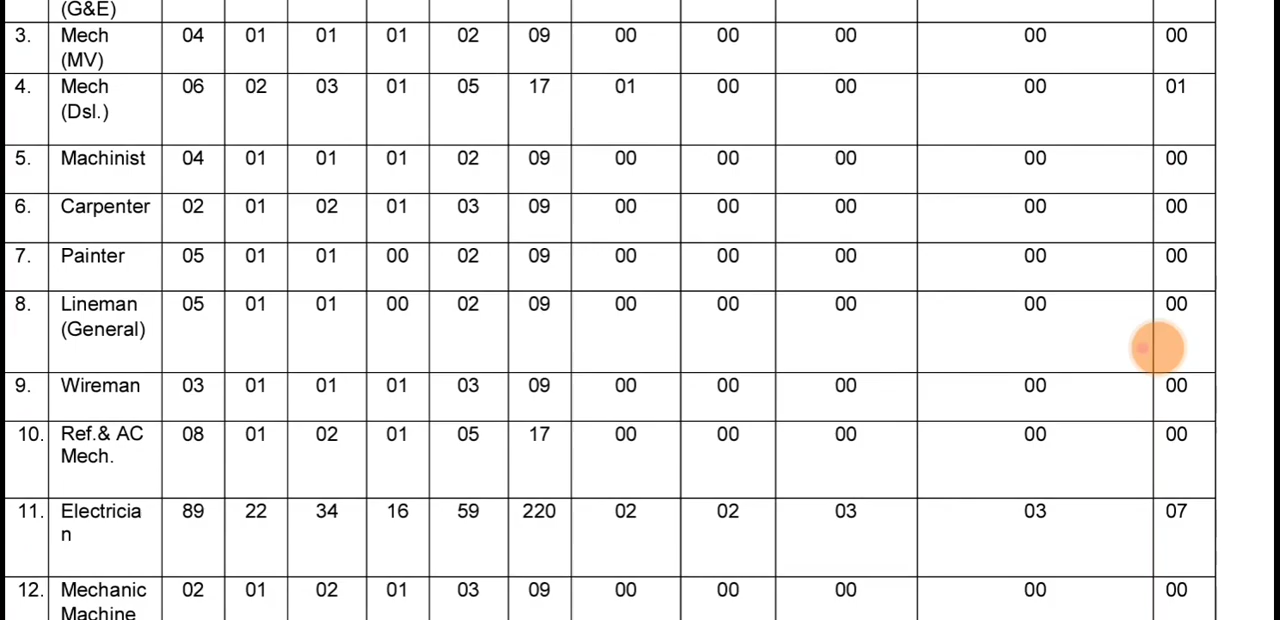 (G&E)
3. Mech 04 01 01 01 02 09 00 00 00 00 00
(MV)
4. Mech 06 02 03 01 05 17 01 00 00 00 01
(Dsl.)
5. Machinist 04 01 01 01 02 09 00 00 00 00 00
6. Carpenter 02 01 02 01 03 09 00 00 00 00 00
7. Painter 05 01 01 00 02 09 00 00 00 00 00
8. Lineman 05 01 01 00 02 09 00 00 00 00 00
(General)
9. Wireman 03 01 01 01 03 09 00 00 00 00 00
10. Ref.& AC 08 01 02 01 05 17 00 00 00 00 00
Mech.
11. Electricia 89 22 34 16 59 220 02 02 03 03 07
n
12. Mechanic 02 01 02 01 03 09 00 00 00 00 00
Machine